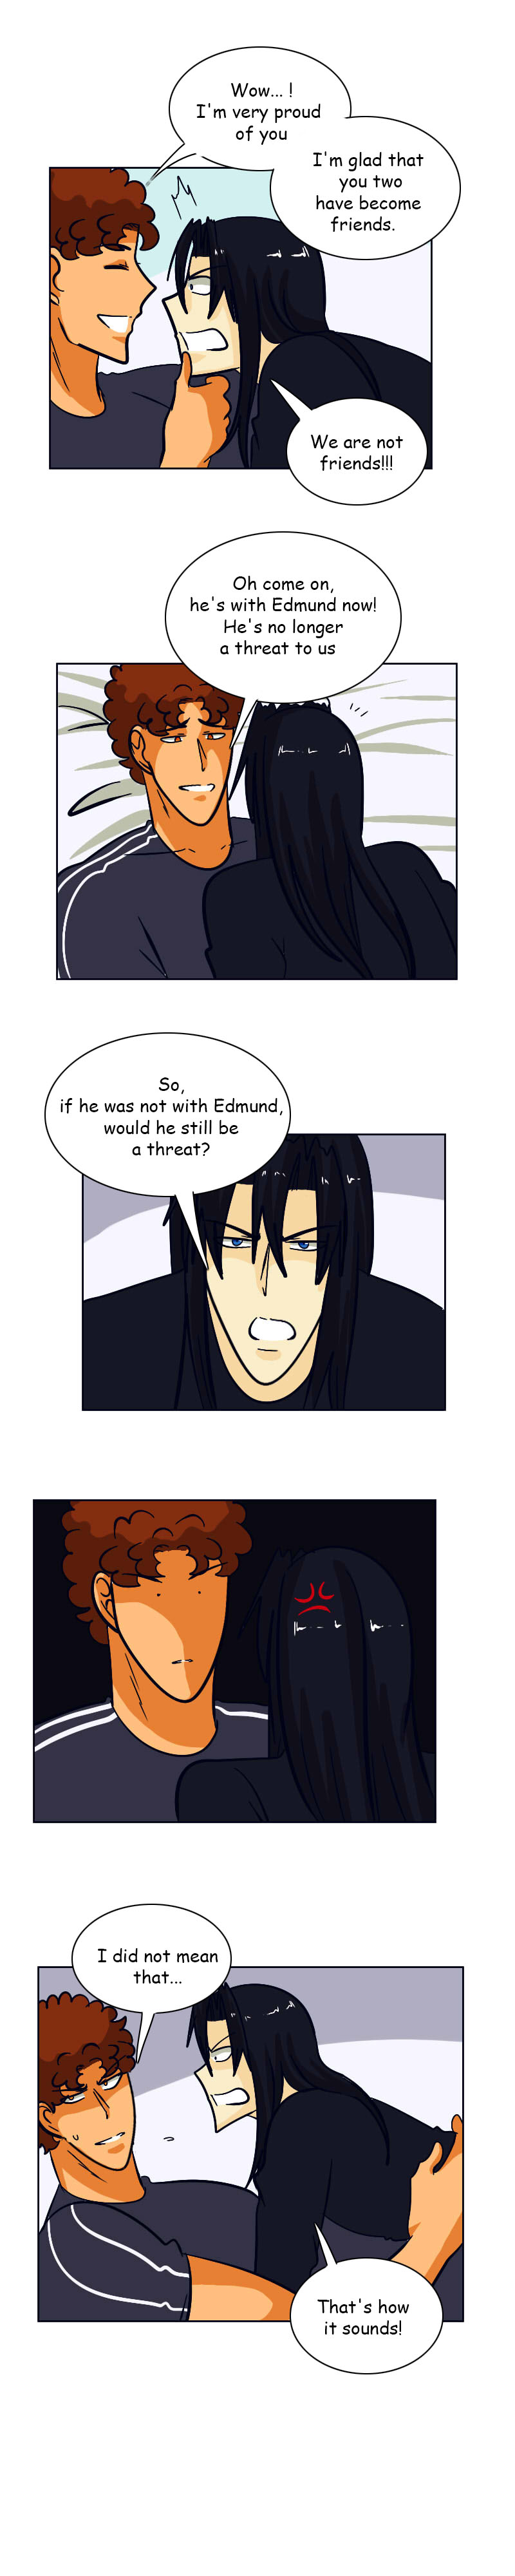 Wow... !
I'm very proud
of you
I'm glad that
you two
have become
friends.
We are not
friends!!!
Oh come on,
he's with Edmund now!
He's no longer
a threat to us
So,
if he was not with Edmund,
would he still be
a threat?
I did not mean
that...
That's how
it sounds!